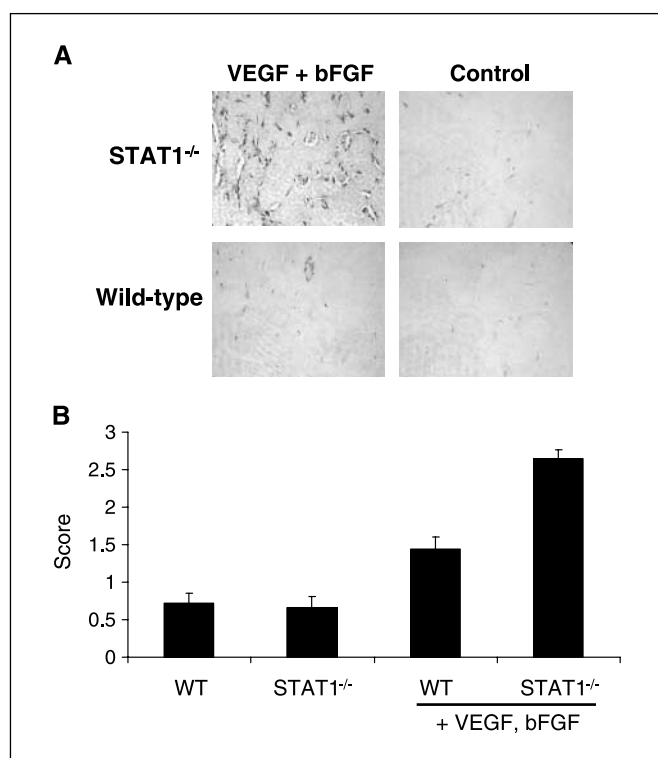 A
VEGF + bFGF Control
STAT1-/-
Wild-type
B
3
2.5
2
1.5
1
0.5
0
Score
WT STAT1-/- WT STAT1-/-
+ VEGF, bFGF